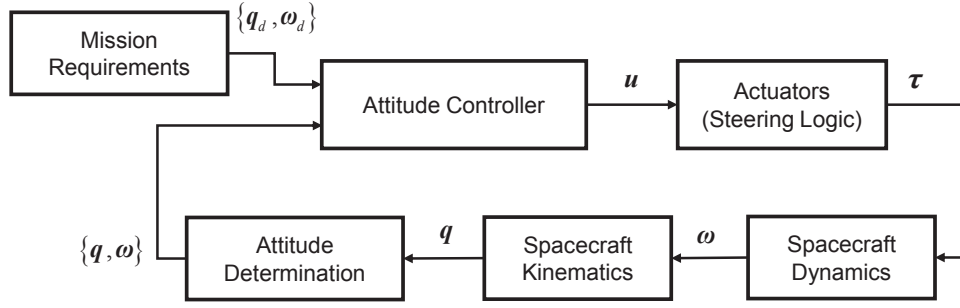 {q_d, ω_d}
Mission
Requirements
Attitude Controller
u
Actuators
(Steering Logic)
τ
{q, ω}
Attitude
Determination
q
Spacecraft
Kinematics
ω
Spacecraft
Dynamics